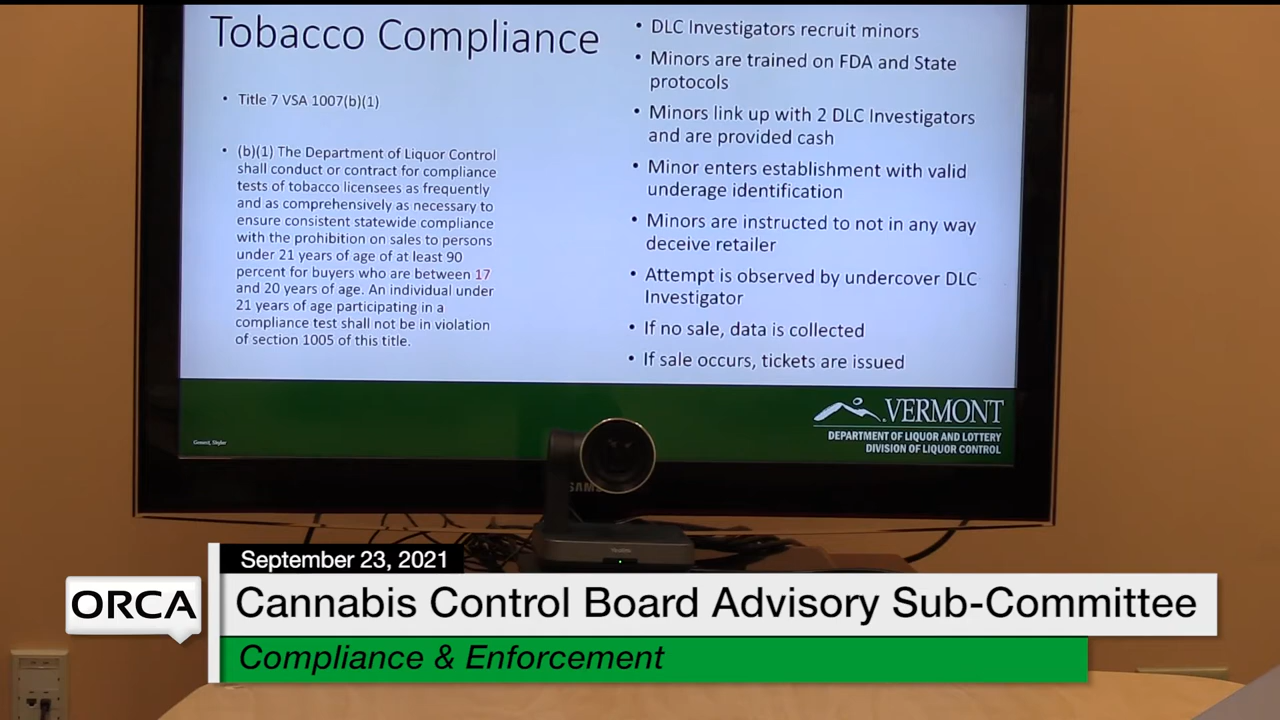 Tobacco Compliance
• Title 7 VSA 1007(b)(1)
• (b)(1) The Department of Liquor Control
shall conduct or contract for compliance
tests of tobacco licensees as frequently
and as comprehensively as necessary to
ensure consistent statewide compliance
with the prohibition on sales to persons
under 21 years of age of at least 90
percent for buyers who are between 17
and 20 years of age. An individual under
21 years of age participating in a
compliance test shall not be in violation
of section 1005 of this title.
• DLC Investigators recruit minors
• Minors are trained on FDA and State
protocols
• Minors link up with 2 DLC Investigators
and are provided cash
• Minor enters establishment with valid
underage identification
• Minors are instructed to not in any way
deceive retailer
• Attempt is observed by undercover DLC
Investigator
• If no sale, data is collected
• If sale occurs, tickets are issued
VERMONT
DEPARTMENT OF LIQUOR AND LOTTERY
DIVISION OF LIQUOR CONTROL
September 23, 2021
ORCA
Cannabis Control Board Advisory Sub-Committee
Compliance & Enforcement